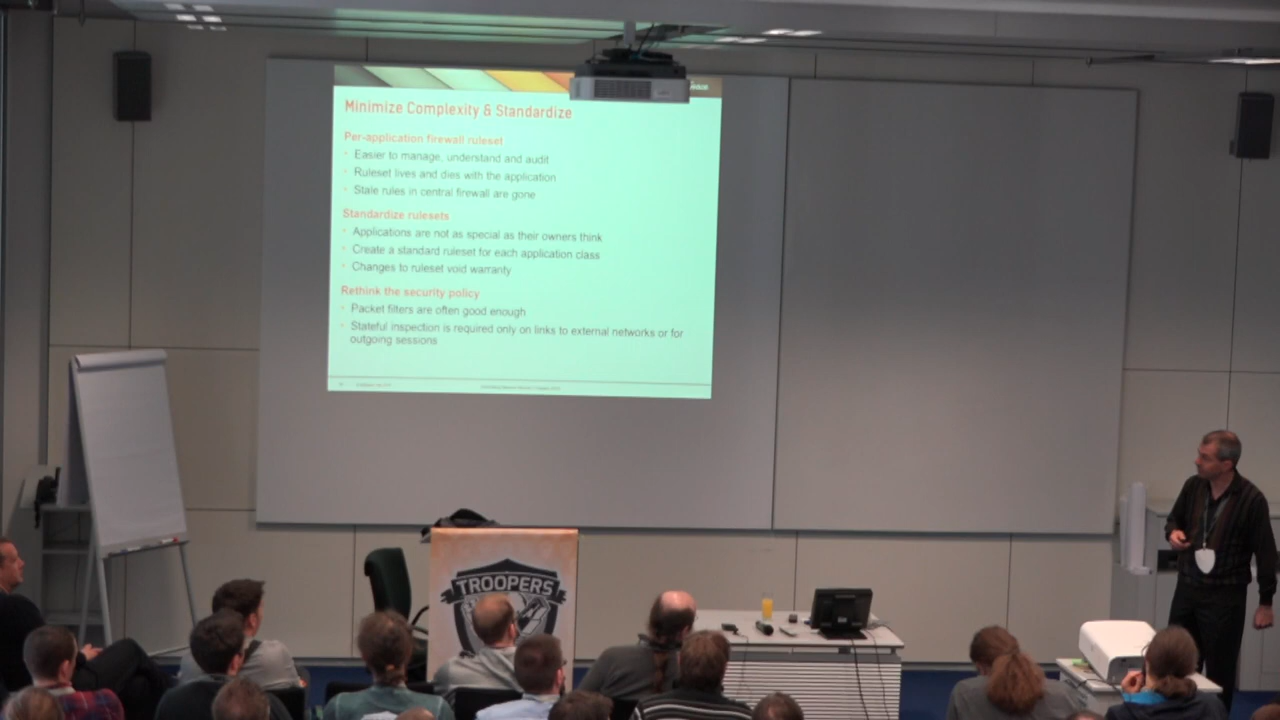 Minimize Complexity & Standardize
Per-application firewall ruleset
Easier to manage, understand and audit
Ruleset lives and dies with the application
Stale rules in central firewall are gone
Standardize rulesets
Applications are not as special as their owners think
Create a standard ruleset for each application class
Changes to ruleset void warranty
Rethink the security policy
Packet filters are often good enough
Stateful inspection is required only on links to external networks or for
outgoing sessions
TROOPERS